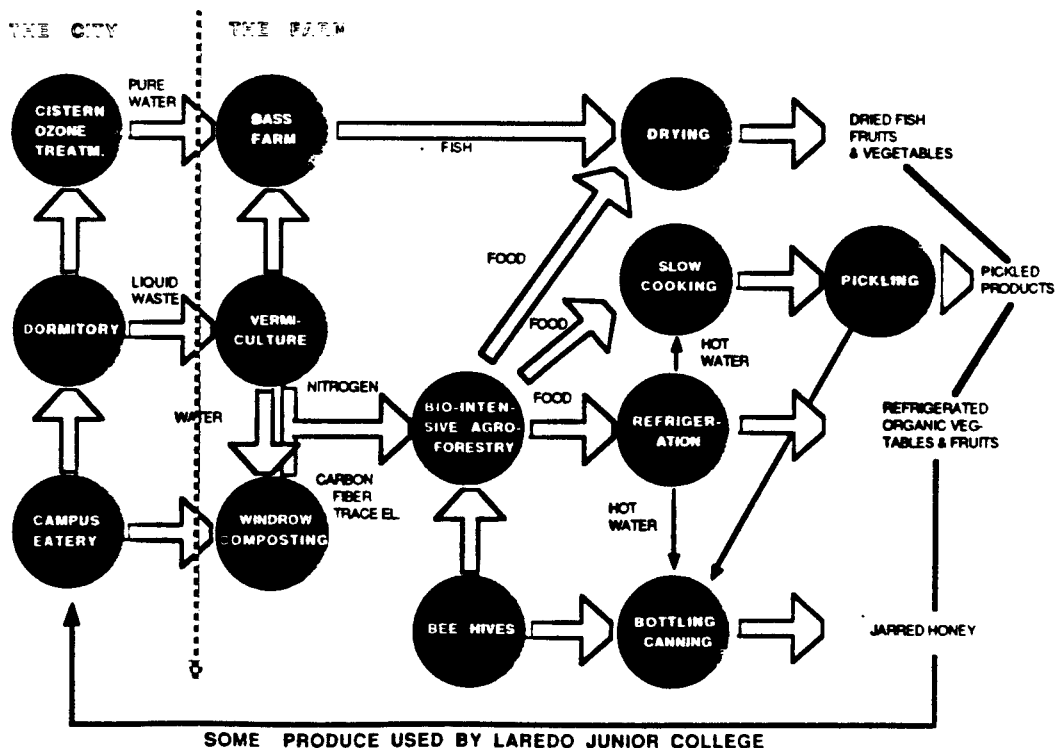 THE CITY
THE FARM
PURE
WATER
CISTERN
OZONE
TREATM.
BASS
FARM
FISH
DRYING
DRIED FISH
FRUITS
& VEGETABLES
FOOD
SLOW
COOKING
PICKLING
PICKLED
PRODUCTS
LIQUID
WASTE
DORMITORY
VERMI-
CULTURE
FOOD
HOT
WATER
NITROGEN
WATER
BIO-INTEN-
SIVE AGRO-
FORESTRY
FOOD
REFRIGER-
ATION
REFRIGERATED
ORGANIC VEG-
TABLES & FRUITS
CARBON
FIBER
TRACE EL.
HOT
WATER
CAMPUS
EATERY
WINDROW
COMPOSTING
BEE HIVES
BOTTLING
CANNING
JARRED HONEY
SOME PRODUCE USED BY LAREDO JUNIOR COLLEGE